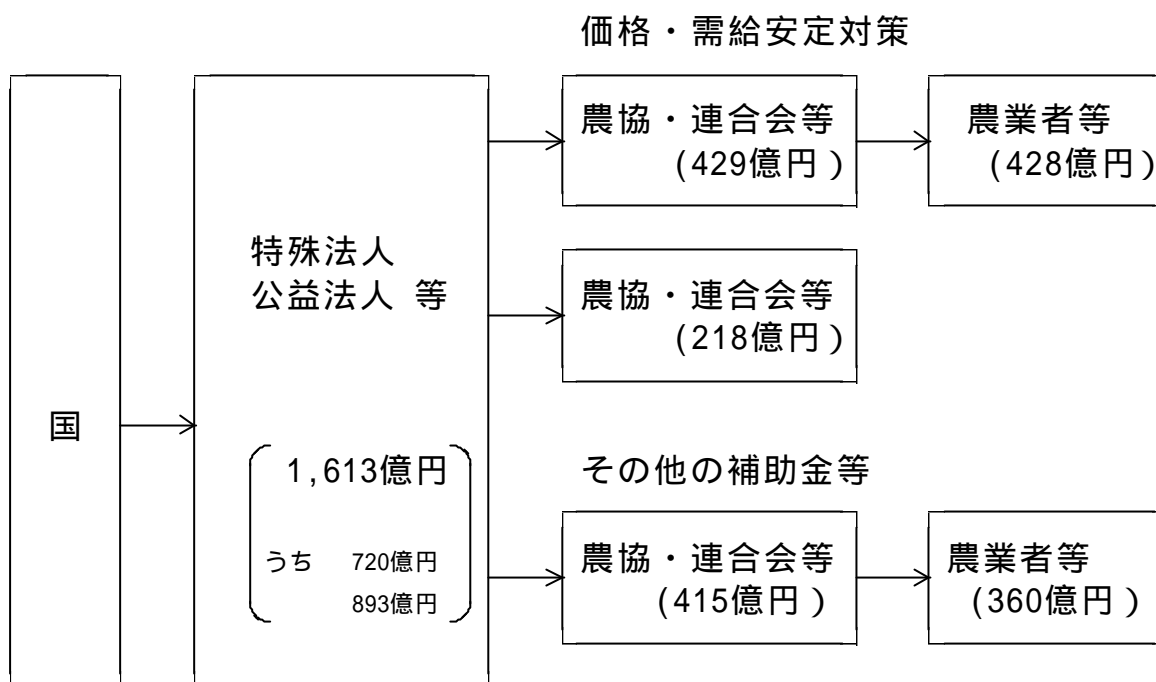 価格・需給安定対策
農協・連合会等
(429億円)
農業者等
(428億円)
特殊法人
公益法人 等
農協・連合会等
(218億円)
国
1,613億円
うち 720億円
893億円
その他の補助金等
農協・連合会等
(415億円)
農業者等
(360億円)